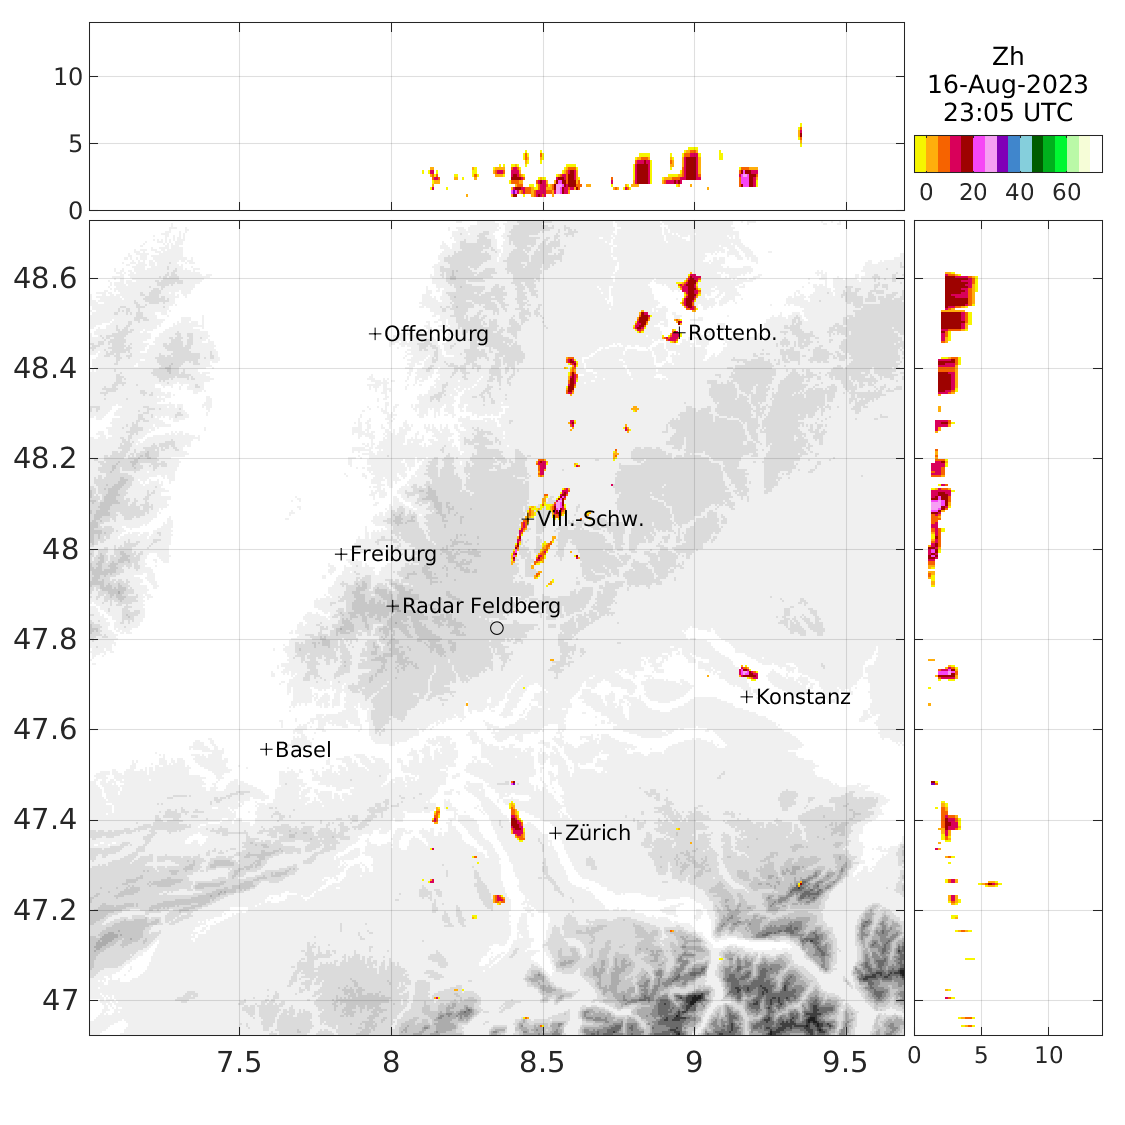 Zh
16-Aug-2023
23:05 UTC
0 20 40 60
10
5
0
48.6
48.4
48.2
48
47.8
47.6
47.4
47.2
47
Offenburg
Rottenb.
Vill.-Schw.
Freiburg
Radar Feldberg
Konstanz
Basel
Zürich
7.5 8 8.5 9 9.5
0 5 10